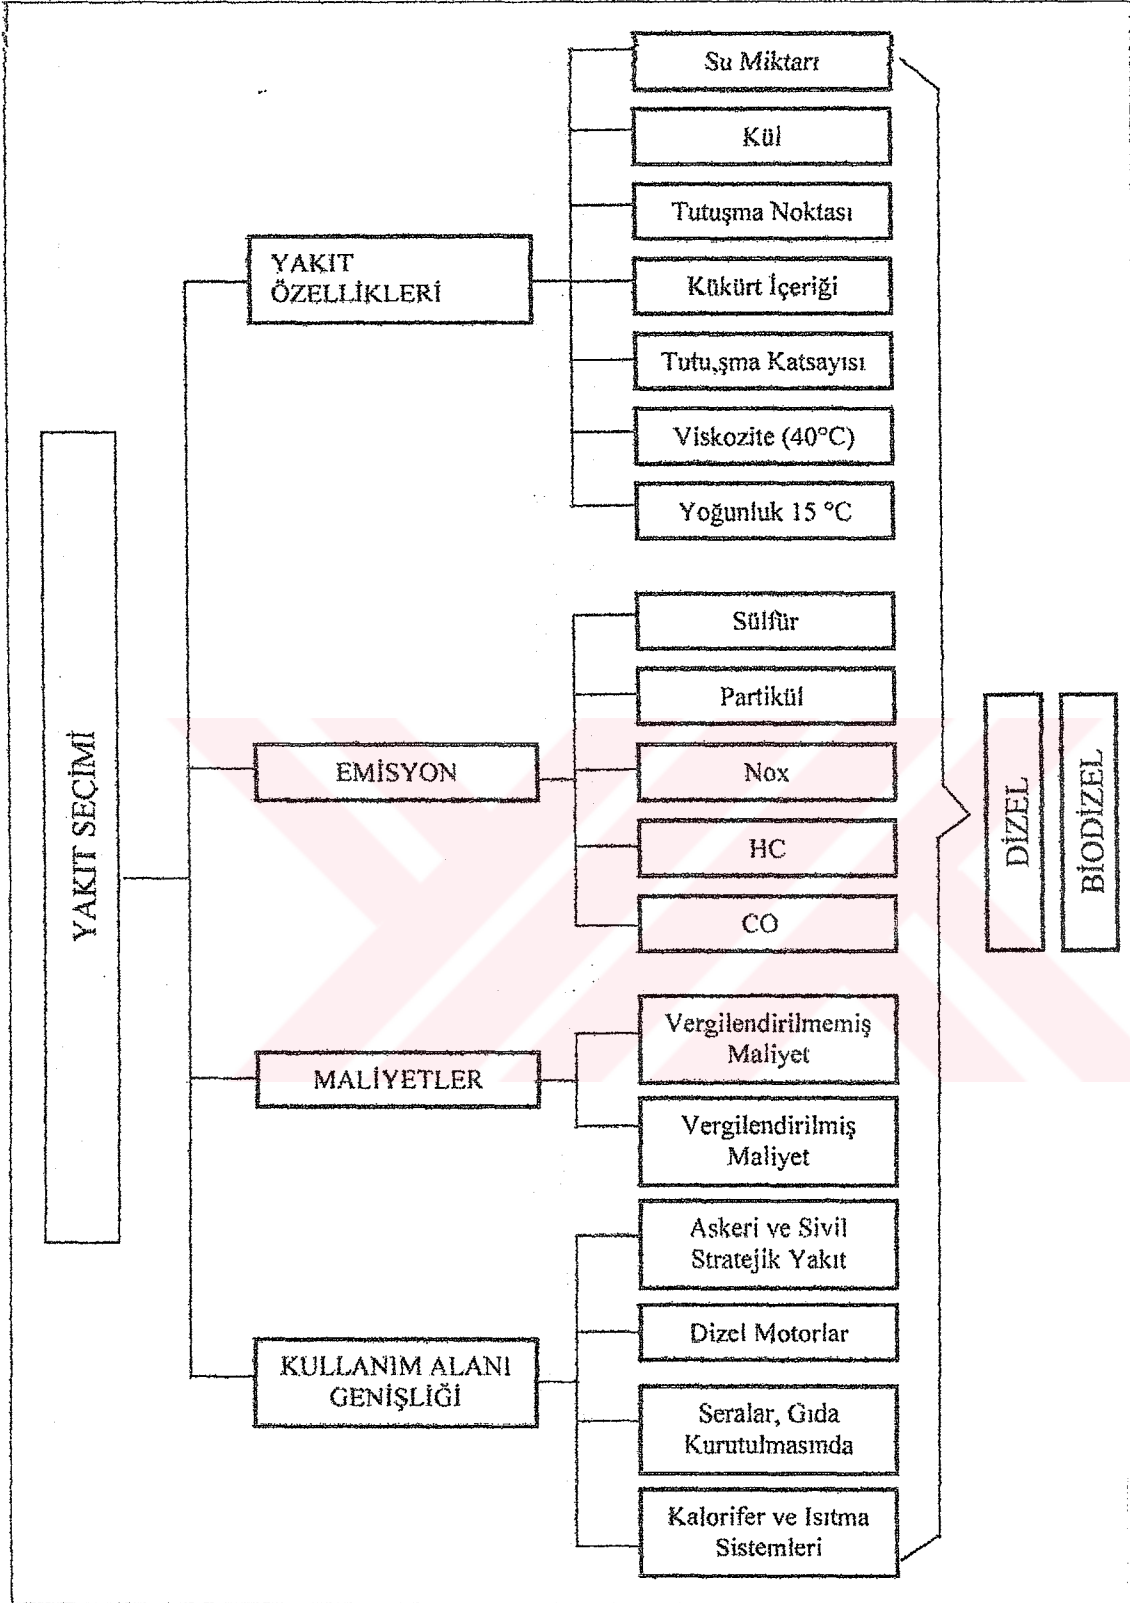 YAKIT SEÇİMİ
YAKIT
ÖZELLİKLERİ
Su Miktarı
Kül
Tutuşma Noktası
Kükürt İçeriği
Tutu,şma Katsayısı
Viskozite (40°C)
Yoğunluk 15 °C
EMİSYON
Sülfür
Partikül
Nox
HC
CO
MALİYETLER
Vergilendirilmemiş
Maliyet
Vergilendirilmiş
Maliyet
KULLANIM ALANI
GENİŞLİĞİ
Askeri ve Sivil
Stratejik Yakıt
Dizel Motorlar
Seralar, Gıda
Kurutulmasında
Kalorifer ve Isıtma
Sistemleri
DİZEL
BİODİZEL